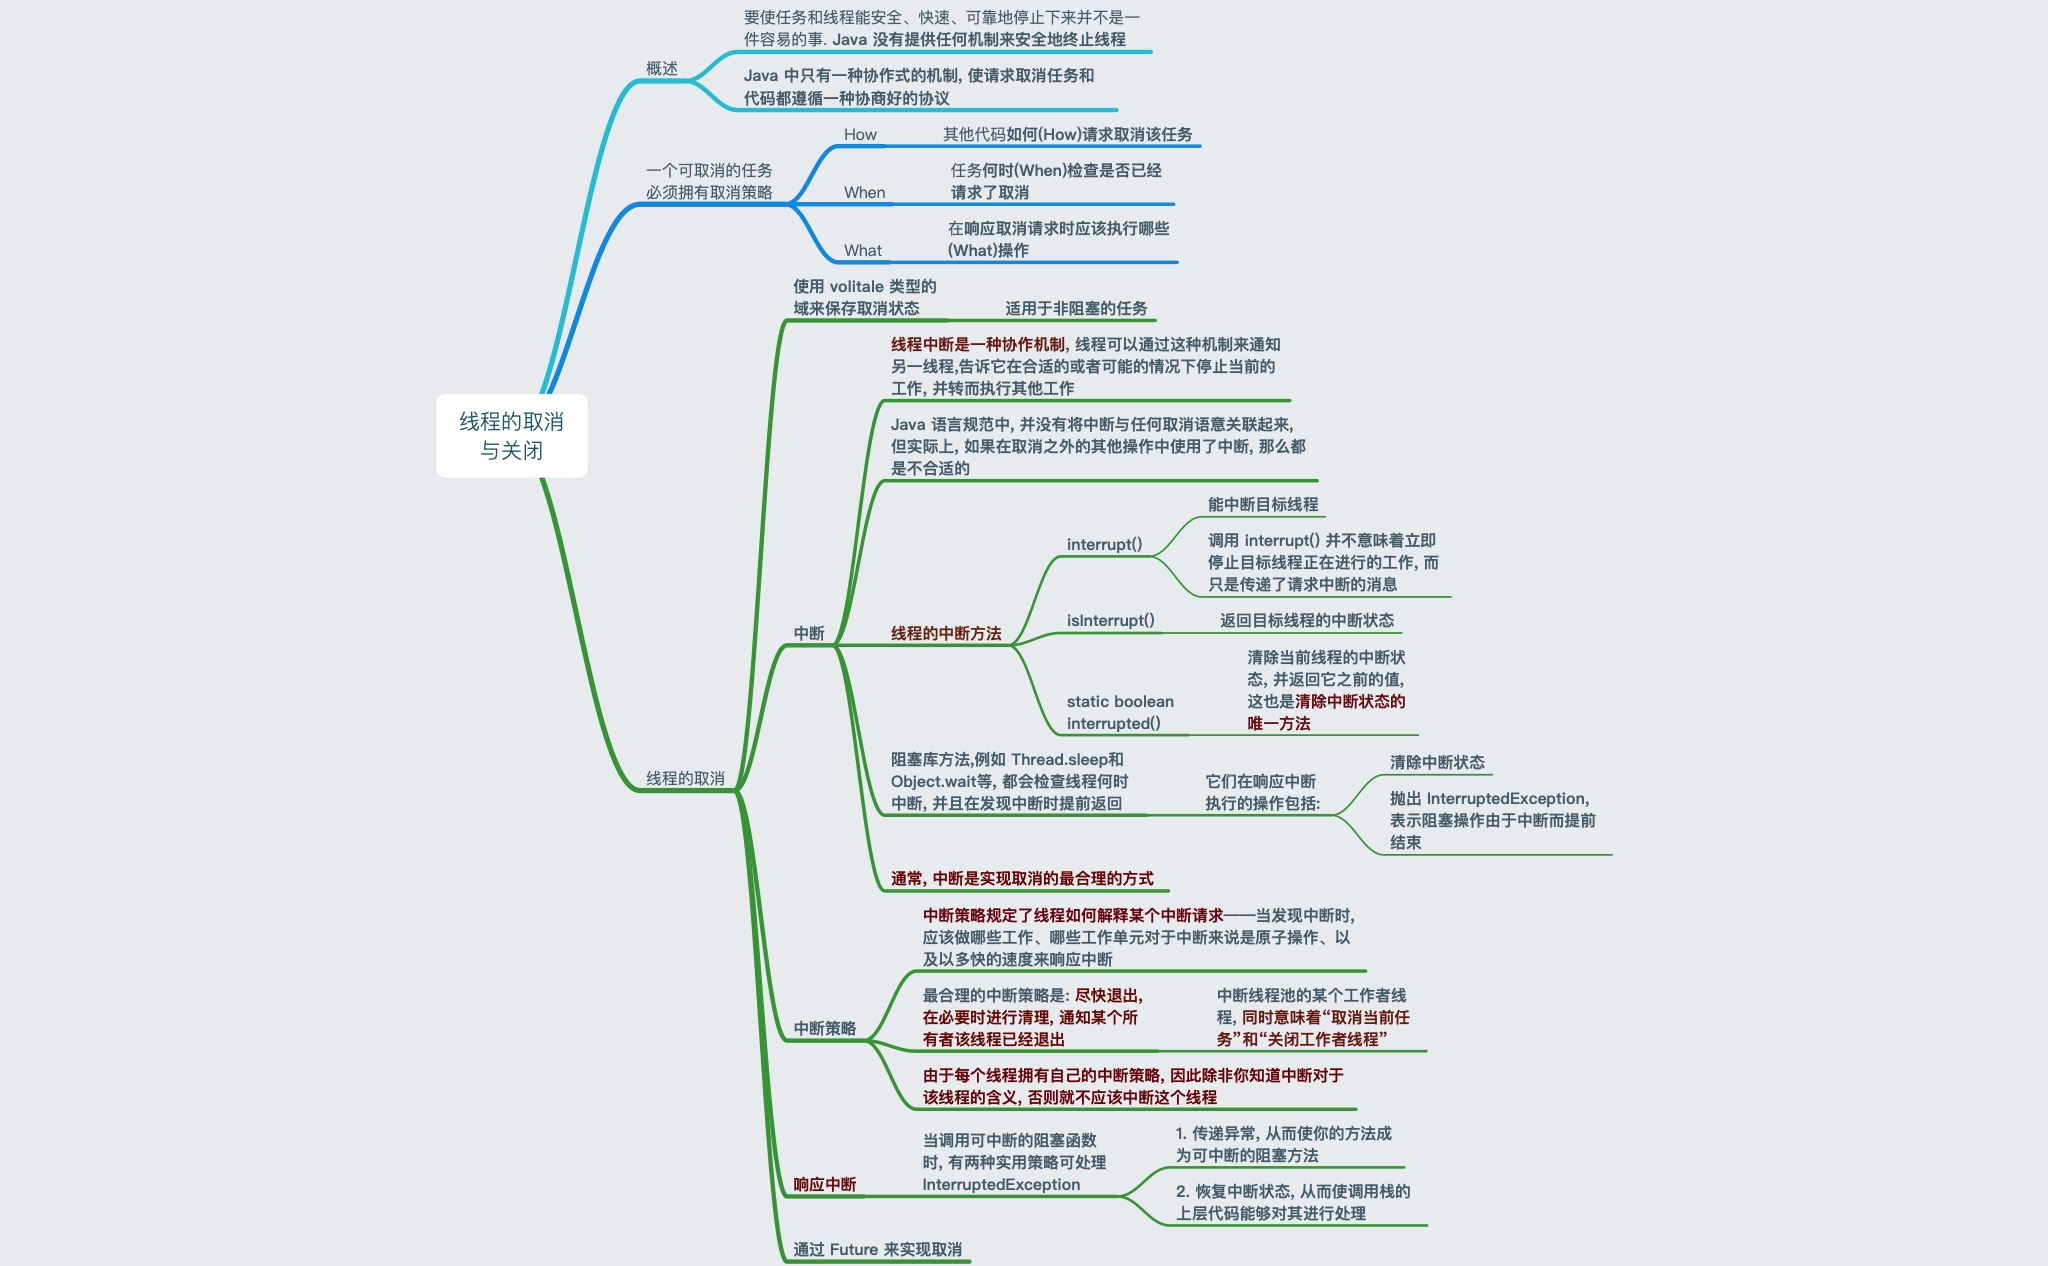 要使任务和线程能安全、快速、可靠地停止下来并不是一
件容易的事. Java 没有提供任何机制来安全地终止线程
概述
Java 中只有一种协作式的机制, 使请求取消任务和
代码都遵循一种协商好的协议
How
其他代码如何(How)请求取消该任务
一个可取消的任务
必须拥有取消策略
When
任务何时(When)检查是否已经
请求了取消
What
在响应取消请求时应该执行哪些
(What)操作
线程的取消
与关闭
线程的取消
使用 volitale 类型的
域来保存取消状态
适用于非阻塞的任务
中断
线程中断是一种协作机制, 线程可以通过这种机制来通知
另一线程,告诉它在合适的或者可能的情况下停止当前的
工作, 并转而执行其他工作
Java 语言规范中, 并没有将中断与任何取消语意关联起来,
但实际上, 如果在取消之外的其他操作中使用了中断, 那么都
是不合适的
线程的中断方法
interrupt()
能中断目标线程
调用 interrupt() 并不意味着立即
停止目标线程正在进行的工作, 而
只是传递了请求中断的消息
isInterrupt()
返回目标线程的中断状态
static boolean
interrupted()
清除当前线程的中断状
态, 并返回它之前的值,
这也是清除中断状态的
唯一方法
阻塞库方法,例如 Thread.sleep和
Object.wait等, 都会检查线程何时
中断, 并且在发现中断时提前返回
它们在响应中断
执行的操作包括:
清除中断状态
抛出 InterruptedException,
表示阻塞操作由于中断而提前
结束
通常, 中断是实现取消的最合理的方式
中断策略
中断策略规定了线程如何解释某个中断请求——当发现中断时,
应该做哪些工作、哪些工作单元对于中断来说是原子操作、以
及以多快的速度来响应中断
最合理的中断策略是: 尽快退出,
在必要时进行清理, 通知某个所
有者该线程已经退出
中断线程池的某个工作者线
程, 同时意味着“取消当前任
务”和“关闭工作者线程”
由于每个线程拥有自己的中断策略, 因此除非你知道中断对于
该线程的含义, 否则就不应该中断这个线程
响应中断
当调用可中断的阻塞函数
时, 有两种实用策略可处理
InterruptedException
1. 传递异常, 从而使你的方法成
为可中断的阻塞方法
2. 恢复中断状态, 从而使调用栈的
上层代码能够对其进行处理
通过 Future 来实现取消